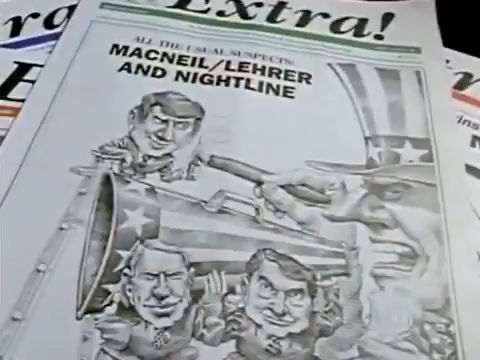 Extra!
ALL THE USUAL SUSPECTS:
MACNEIL/LEHRER
AND NIGHTLINE